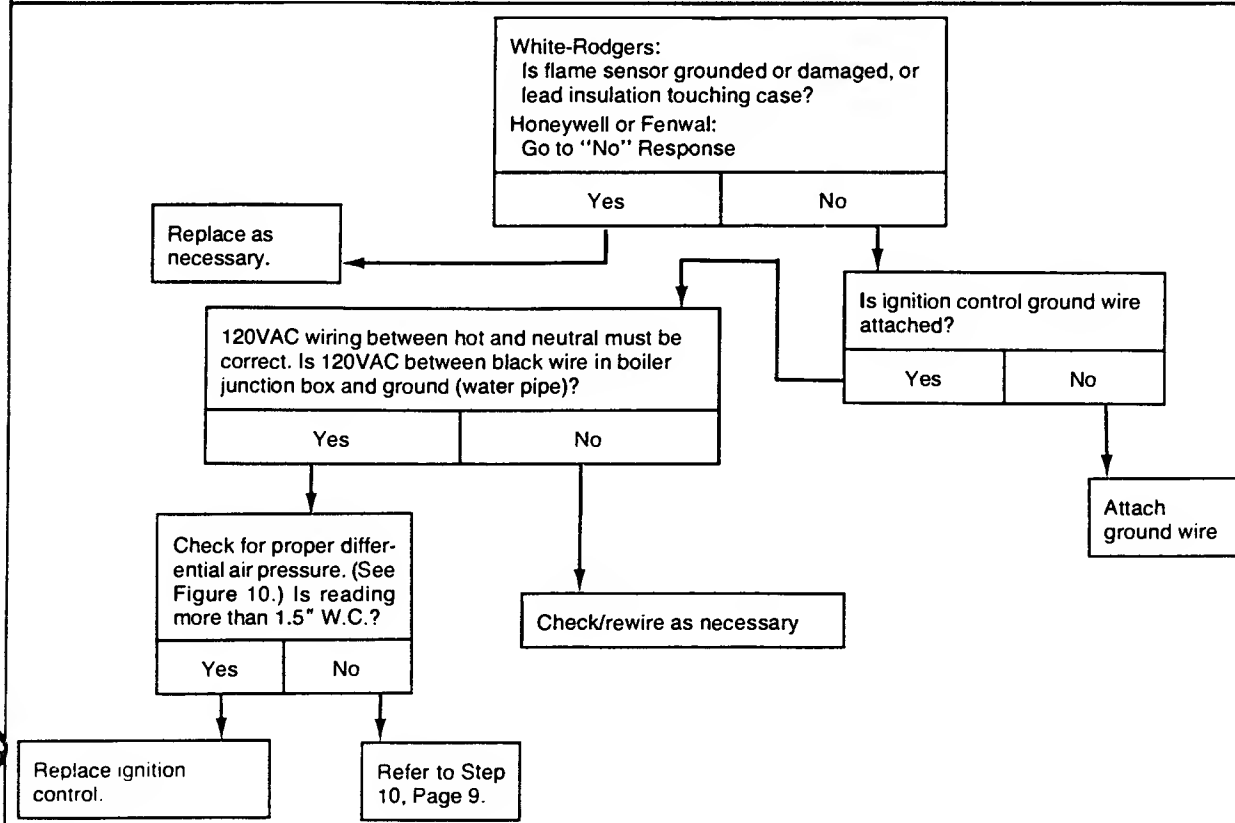 White-Rodgers:
Is flame sensor grounded or damaged, or
lead insulation touching case?
Honeywell or Fenwal:
Go to "No" Response
Yes
No
Replace as
necessary.
Is ignition control ground wire
attached?
Yes
No
120VAC wiring between hot and neutral must be
correct. Is 120VAC between black wire in boiler
junction box and ground (water pipe)?
Yes
No
Attach
ground wire
Check for proper differ-
ential air pressure. (See
Figure 10.) Is reading
more than 1.5" W.C.?
Yes
No
Check/rewire as necessary
Replace ignition
control.
Refer to Step
10, Page 9.